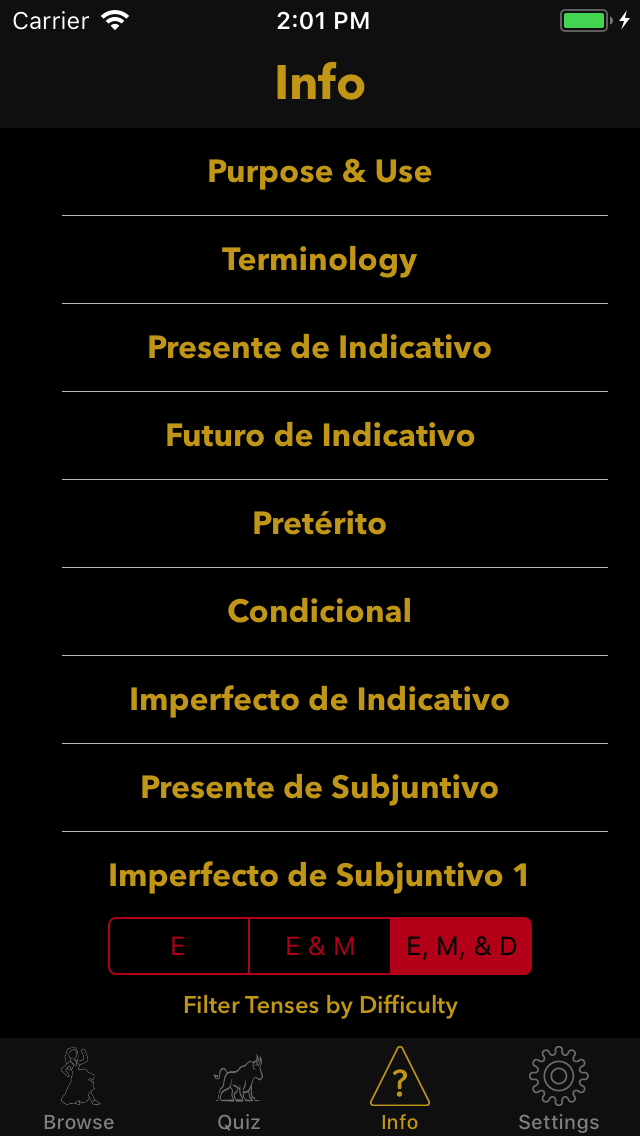 Carrier 2:01 PM
Info
Purpose & Use
Terminology
Presente de Indicativo
Futuro de Indicativo
Pretérito
Condicional
Imperfecto de Indicativo
Presente de Subjuntivo
Imperfecto de Subjuntivo 1
E E & M E, M, & D
Filter Tenses by Difficulty
?
Browse Quiz Info Settings